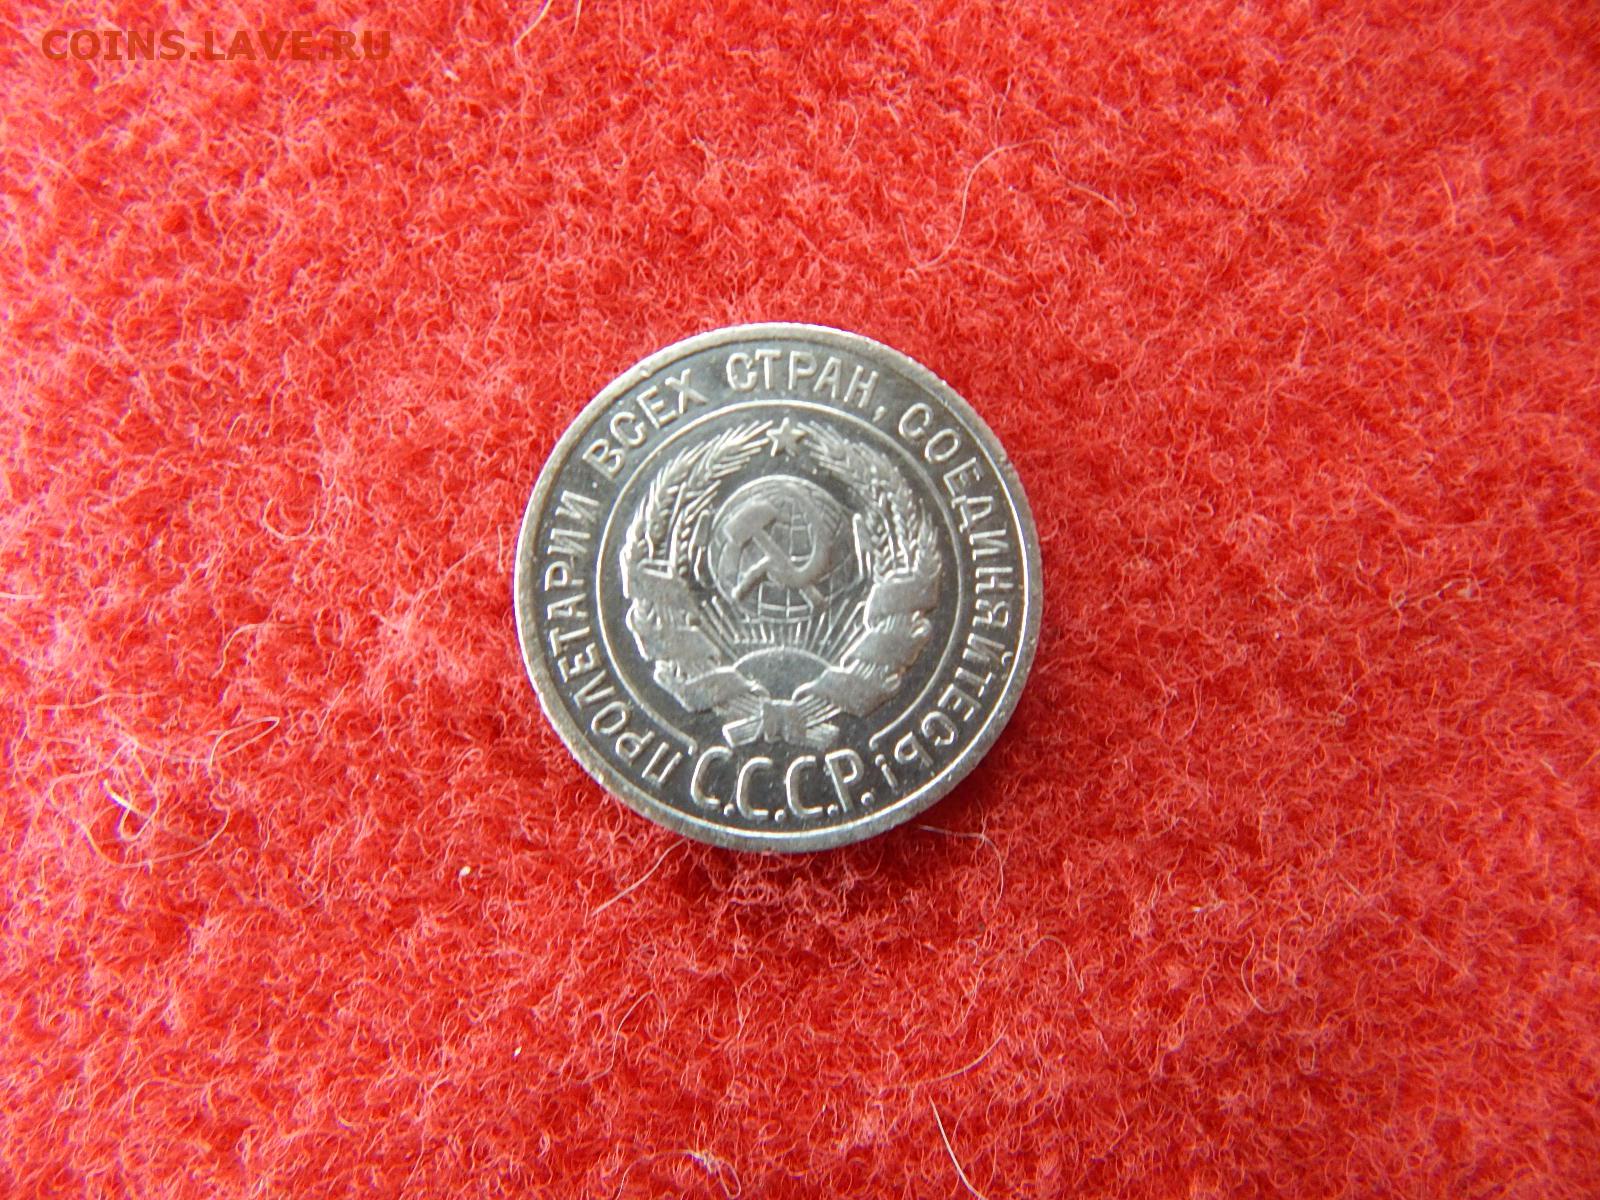 COINS.LAVE.RU
ПРОЛЕТАРИИ ВСЕХ СТРАН, СОЕДИНЯЙТЕСЬ!
С.С.С.Р.